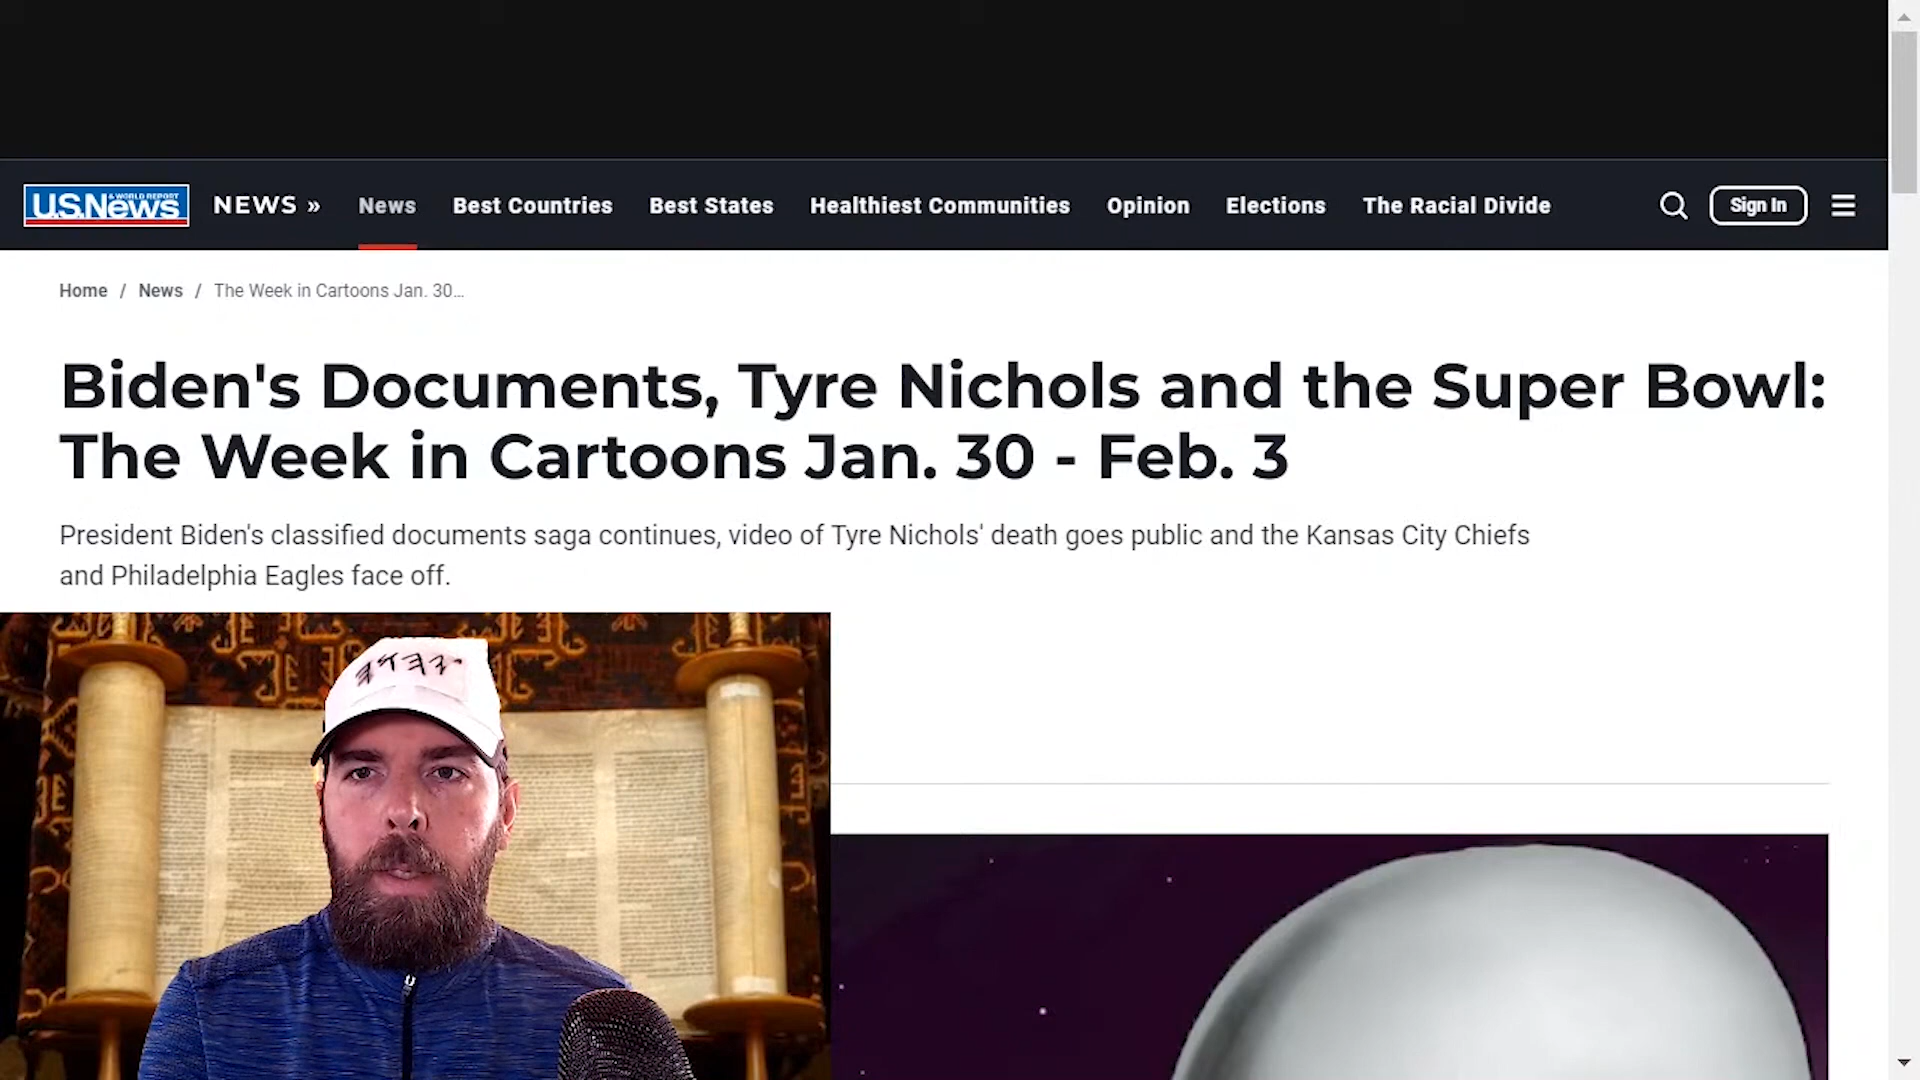 U.S.News
& WORLD REPORT
NEWS »
News
Best Countries
Best States
Healthiest Communities
Opinion
Elections
The Racial Divide
Sign In
Home / News / The Week in Cartoons Jan. 30...
Biden's Documents, Tyre Nichols and the Super Bowl:
The Week in Cartoons Jan. 30 - Feb. 3
President Biden's classified documents saga continues, video of Tyre Nichols' death goes public and the Kansas City Chiefs
and Philadelphia Eagles face off.
𐤉𐤄𐤅𐤄